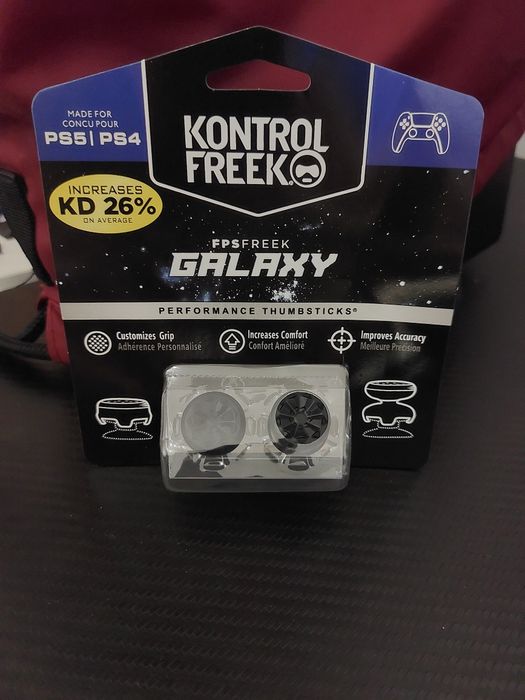 MADE FOR
CONCU POUR
PS5 | PS4
KONTROL
FREEK®
INCREASES
KD 26%
ON AVERAGE
FPSFREEK
GALAXY
PERFORMANCE THUMBSTICKS®
Customizes Grip
Adhérence Personnalisé
Increases Comfort
Confort Amélioré
Improves Accuracy
Meilleure Précision